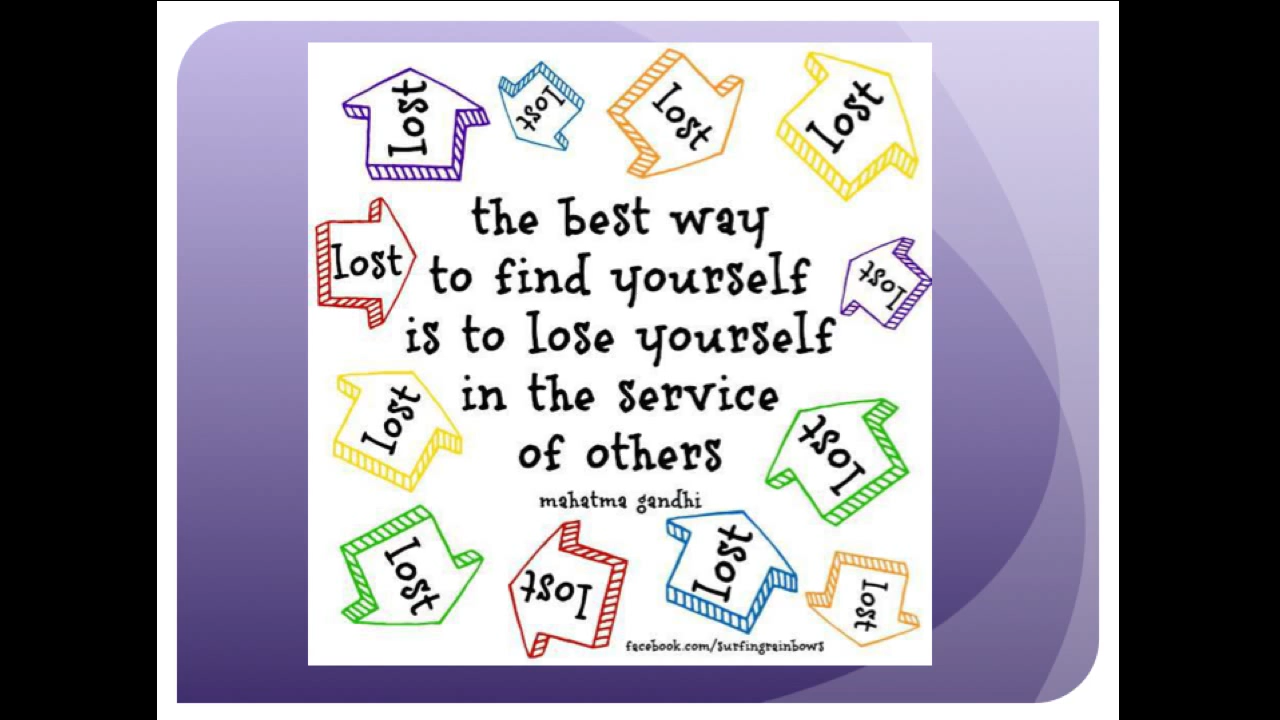 lost
lost
lost
lost
the best way
lost
to find yourself
lost
is to lose yourself
in the service
lost
of others
lost
mahatma gandhi
lost
lost
lost
lost
facebook.com/surfingrainbows